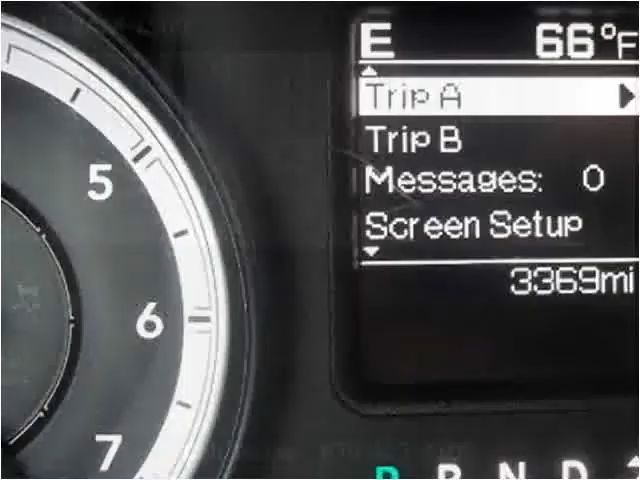 E 66°F
Trip A
Trip B
Messages: 0
Screen Setup
3369mi
5
6
7
P R N D